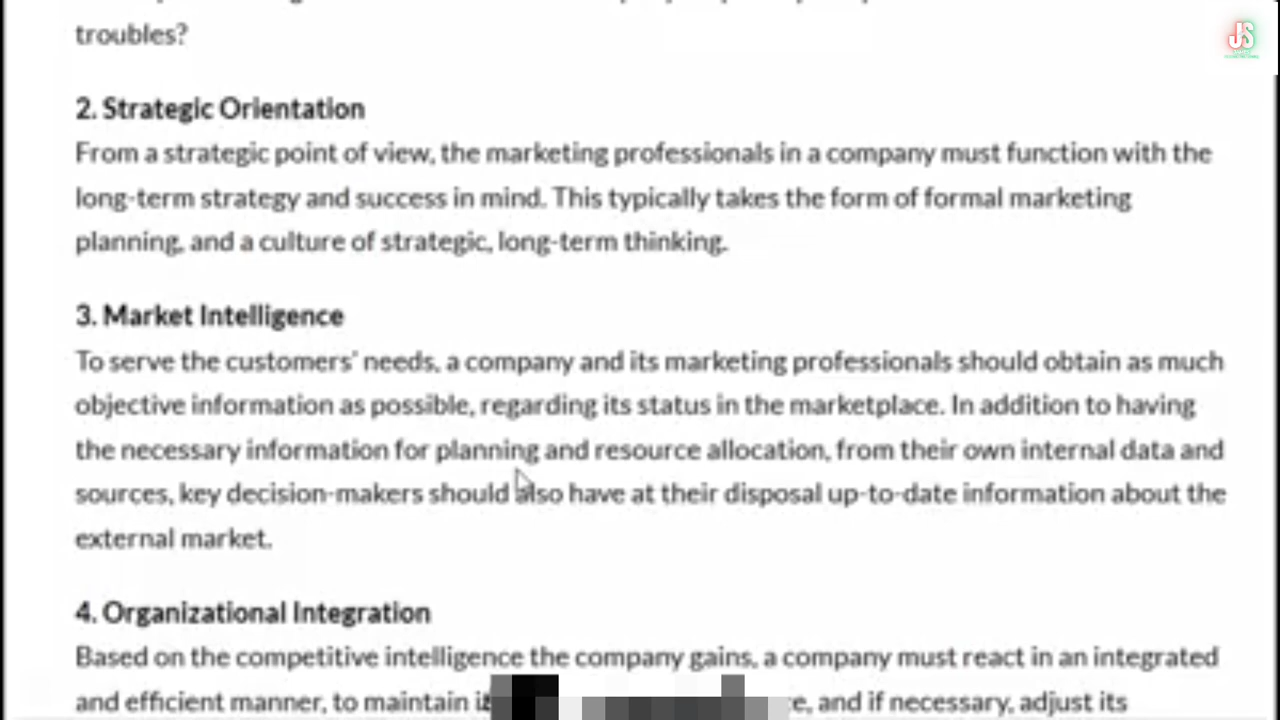 troubles?
2. Strategic Orientation
From a strategic point of view, the marketing professionals in a company must function with the
long-term strategy and success in mind. This typically takes the form of formal marketing
planning, and a culture of strategic, long-term thinking.
3. Market Intelligence
To serve the customers' needs, a company and its marketing professionals should obtain as much
objective information as possible, regarding its status in the marketplace. In addition to having
the necessary information for planning and resource allocation, from their own internal data and
sources, key decision-makers should also have at their disposal up-to-date information about the
external market.
4. Organizational Integration
Based on the competitive intelligence the company gains, a company must react in an integrated
and efficient manner, to maintain and if necessary, adjust its
JS